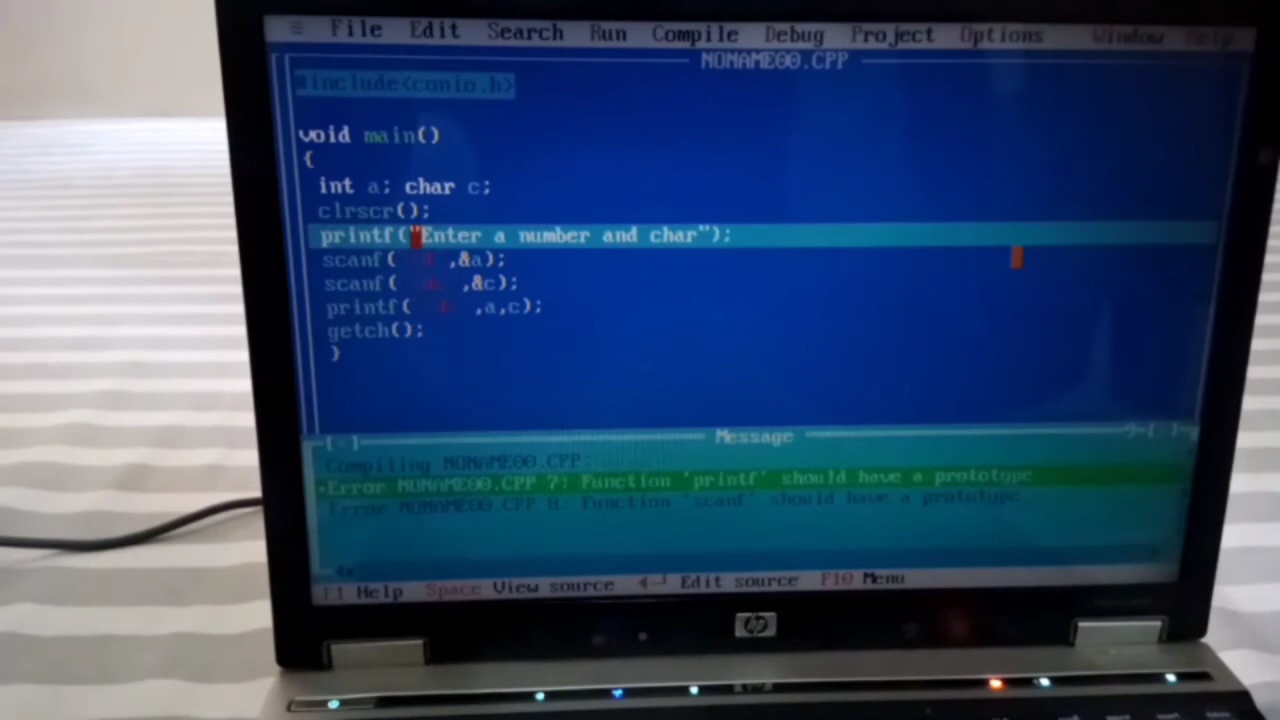 ≡ File Edit Search Run Compile Debug Project Options Window Help
NONAME00.CPP
#include<conio.h>
void main()
{
int a; char c;
clrscr();
printf("Enter a number and char");
scanf( ,&a);
scanf( ,&c);
printf( ,a,c);
getch();
}
Message
Compiling NONAME00.CPP:
Error NONAME00.CPP 7: Function 'printf' should have a prototype
Error NONAME00.CPP 8: Function 'scanf' should have a prototype
F1 Help Space View source ←┘ Edit source F10 Menu
hp